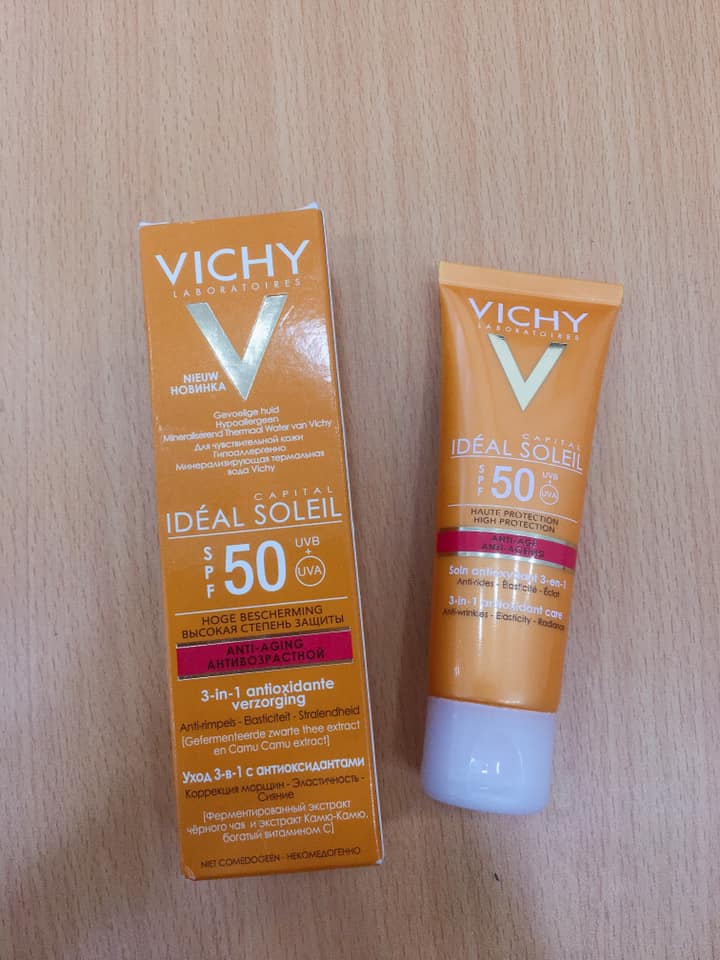 VICHY
LABORATOIRES
NIEUW
НОВИНКА
Gevoelige huid
Hypoallergeen
Mineraliserend Thermaal Water van Vichy
Для чувствительной кожи
Гипоаллергенно
Минерализирующая термальная
вода Vichy
CAPITAL
IDÉAL SOLEIL
SPF 50 UVB + UVA
HOGE BESCHERMING
ВЫСОКАЯ СТЕПЕНЬ ЗАЩИТЫ
ANTI-AGING
АНТИВОЗРАСТНОЙ
3-in-1 antioxidante
verzorging
Anti-rimpels - Elasticiteit - Stralendheid
[Gefermenteerde zwarte thee extract
en Camu Camu extract]
Уход 3-в-1 с антиоксидантами
Коррекция морщин - Эластичность -
Сияние
[Ферментированный экстракт
чёрного чая и экстракт Камю-Камю,
богатый витамином С]
NIET COMEDOGEEN - НЕКОМЕДОГЕННО
VICHY
LABORATOIRES
CAPITAL
IDÉAL SOLEIL
SPF 50 UVB + UVA
HAUTE PROTECTION
HIGH PROTECTION
ANTI-ÂGE
ANTI-AGEING
Soin antioxydant 3-en-1
Anti-rides - Élasticité - Éclat
3-in-1 antioxidant care
Anti-wrinkles - Elasticity - Radiance